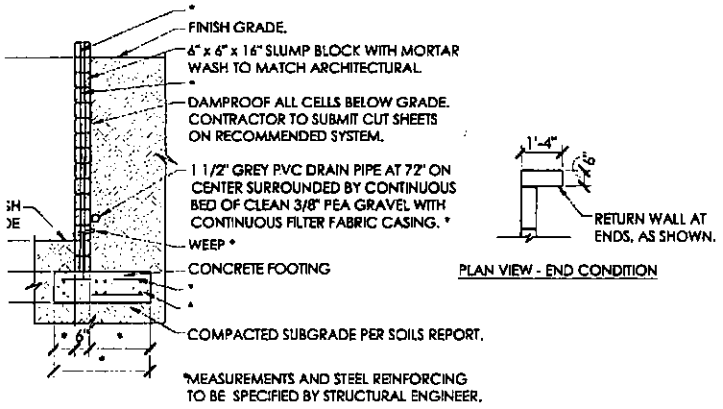 *
FINISH GRADE.
6" x 6" x 16" SLUMP BLOCK WITH MORTAR
WASH TO MATCH ARCHITECTURAL
*
DAMPROOF ALL CELLS BELOW GRADE.
CONTRACTOR TO SUBMIT CUT SHEETS
ON RECOMMENDED SYSTEM.
1 1/2" GREY PVC DRAIN PIPE AT 72" ON
CENTER SURROUNDED BY CONTINUOUS
BED OF CLEAN 3/8" PEA GRAVEL WITH
CONTINUOUS FILTER FABRIC CASING. *
WEEP *
CONCRETE FOOTING
*
*
COMPACTED SUBGRADE PER SOILS REPORT.
* 6" *
*
*MEASUREMENTS AND STEEL REINFORCING
TO BE SPECIFIED BY STRUCTURAL ENGINEER.
SH
DE
1'-4"
6"
RETURN WALL AT
ENDS, AS SHOWN.
PLAN VIEW - END CONDITION